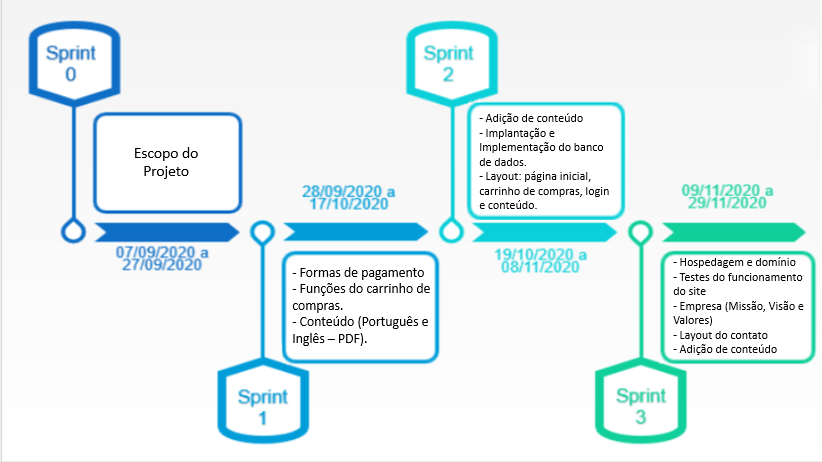 Sprint
0
Escopo do
Projeto
07/09/2020 a
27/09/2020
Sprint
1
28/09/2020 a
17/10/2020
- Formas de pagamento
- Funções do carrinho de
compras.
- Conteúdo (Português e
Inglês – PDF).
Sprint
2
- Adição de conteúdo
- Implantação e
Implementação do banco
de dados.
- Layout: página inicial,
carrinho de compras, login
e conteúdo.
19/10/2020 a
08/11/2020
Sprint
3
09/11/2020 a
29/11/2020
- Hospedagem e domínio
- Testes do funcionamento
do site
- Empresa (Missão, Visão e
Valores)
- Layout do contato
- Adição de conteúdo